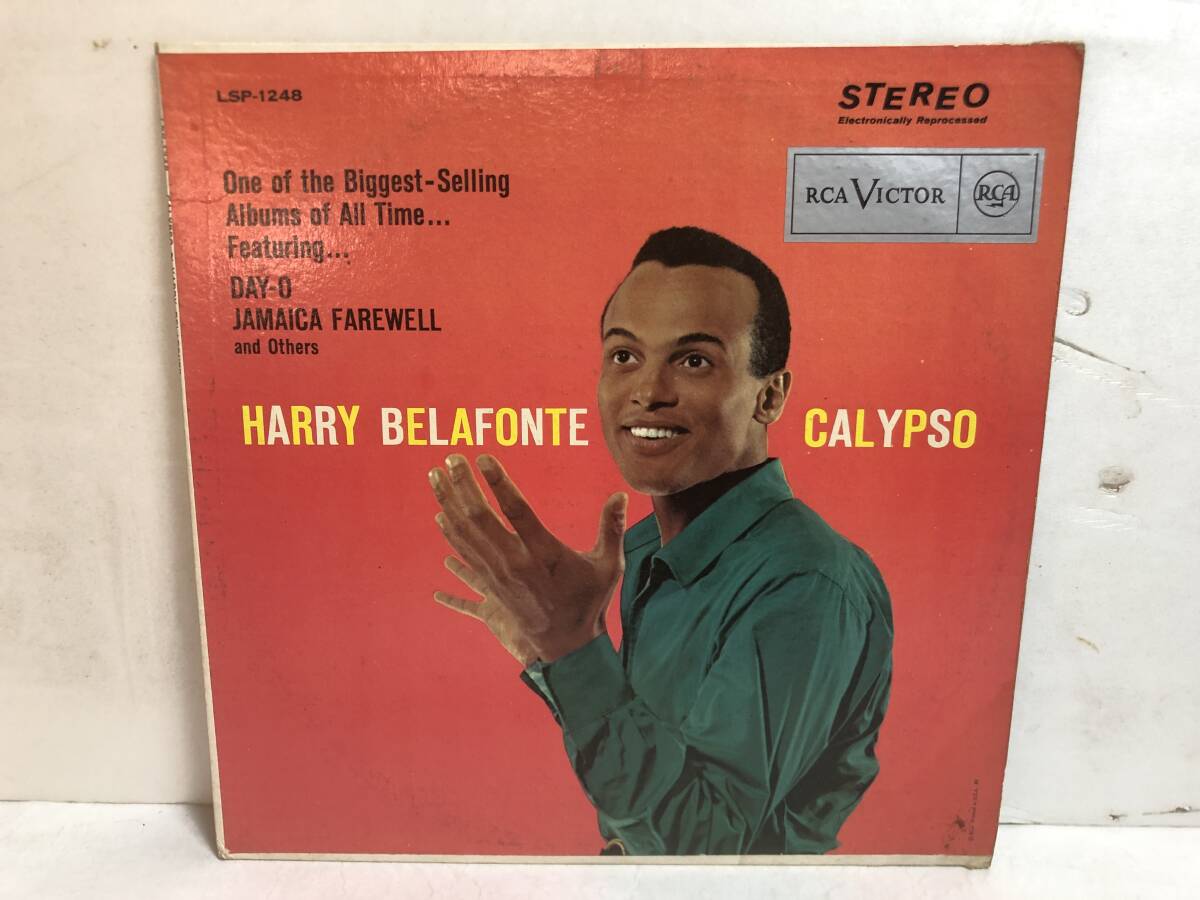 LSP-1248
STEREO
Electronically Reprocessed
RCA VICTOR
RCA
One of the Biggest-Selling
Albums of All Time...
Featuring...
DAY-O
JAMAICA FAREWELL
and Others
HARRY BELAFONTE CALYPSO